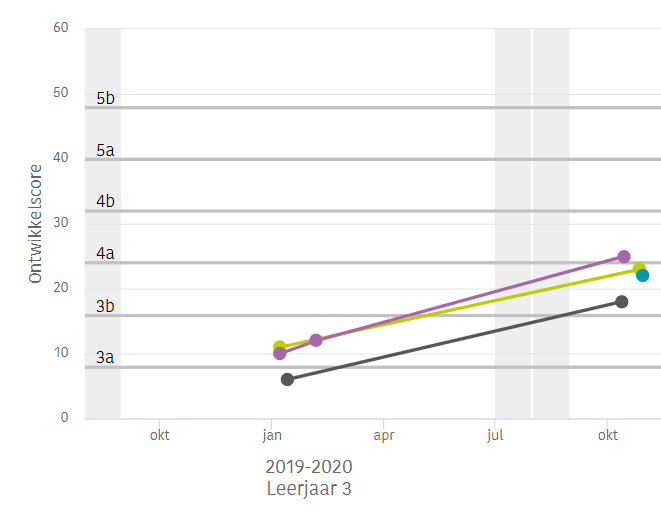 60
50
5b
5a
40
4b
30
4a
20
3b
10
3a
0
Ontwikkelscore
okt jan apr jul okt
2019-2020
Leerjaar 3